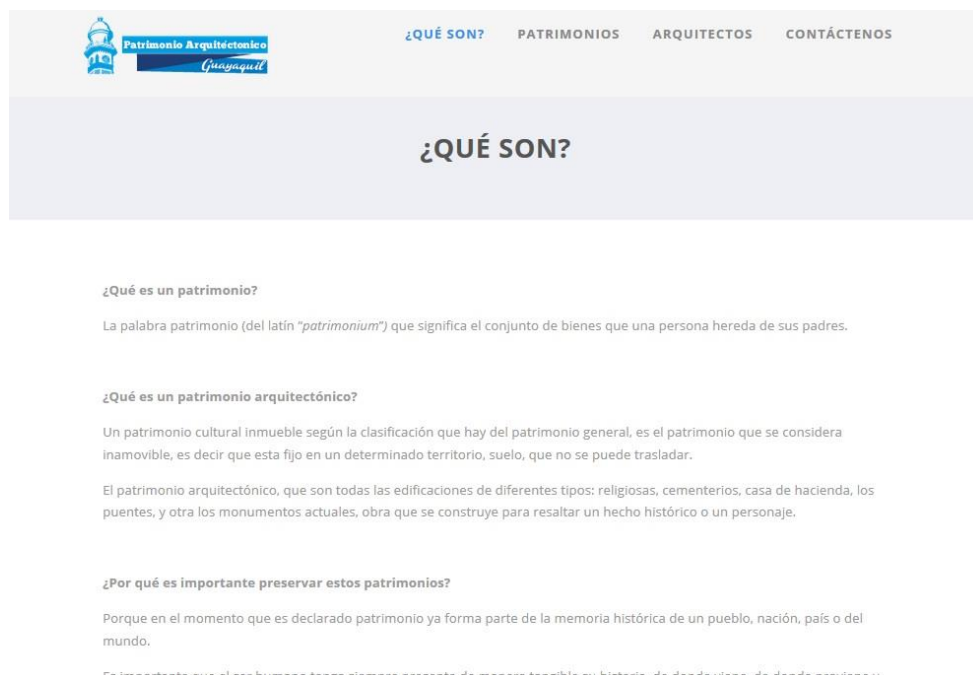 Patrimonio Arquitéctonico
Guayaquil
¿QUÉ SON? PATRIMONIOS ARQUITECTOS CONTÁCTENOS
¿QUÉ SON?
¿Qué es un patrimonio?
La palabra patrimonio (del latín "patrimonium") que significa el conjunto de bienes que una persona hereda de sus padres.
¿Qué es un patrimonio arquitectónico?
Un patrimonio cultural inmueble según la clasificación que hay del patrimonio general, es el patrimonio que se considera
inamovible, es decir que esta fijo en un determinado territorio, suelo, que no se puede trasladar.
El patrimonio arquitectónico, que son todas las edificaciones de diferentes tipos: religiosas, cementerios, casa de hacienda, los
puentes, y otra los monumentos actuales, obra que se construye para resaltar un hecho histórico o un personaje.
¿Por qué es importante preservar estos patrimonios?
Porque en el momento que es declarado patrimonio ya forma parte de la memoria histórica de un pueblo, nación, país o del
mundo.